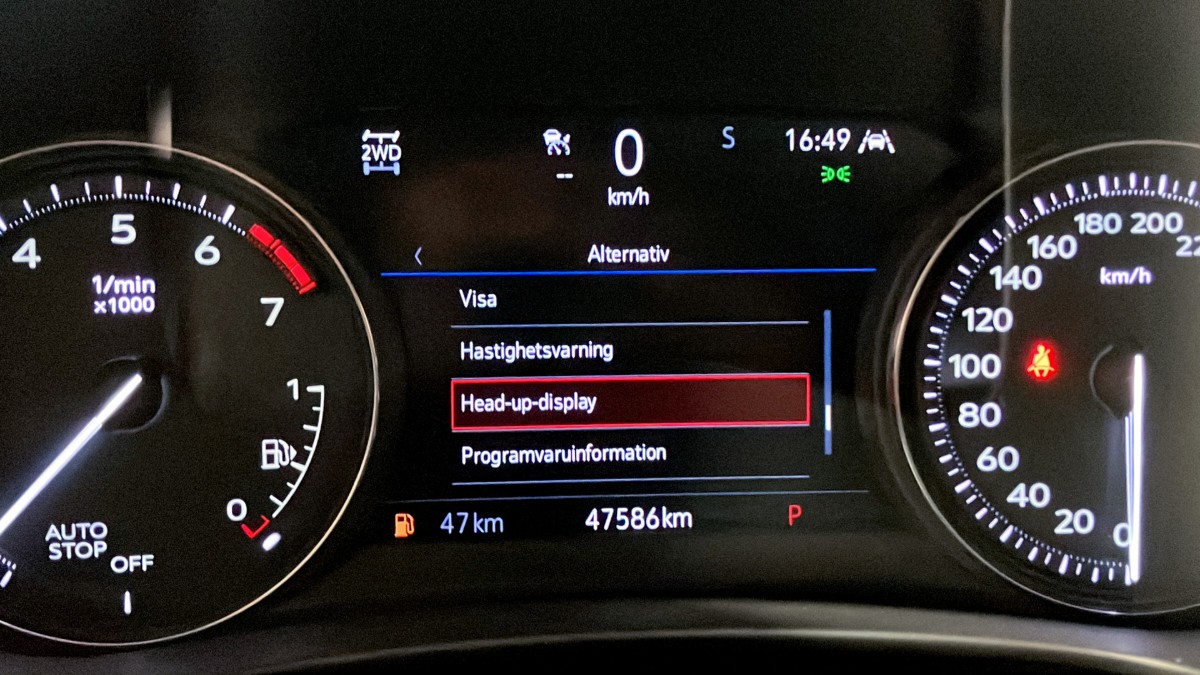 2WD
--
0
km/h
S
16:49
< Alternativ
Visa
Hastighetsvarning
Head-up-display
Programvaruinformation
47 km
47586km
P
4
5
6
7
1/min
x1000
1
0
AUTO
STOP
OFF
0
20
40
60
80
100
120
140
160
180
200
km/h